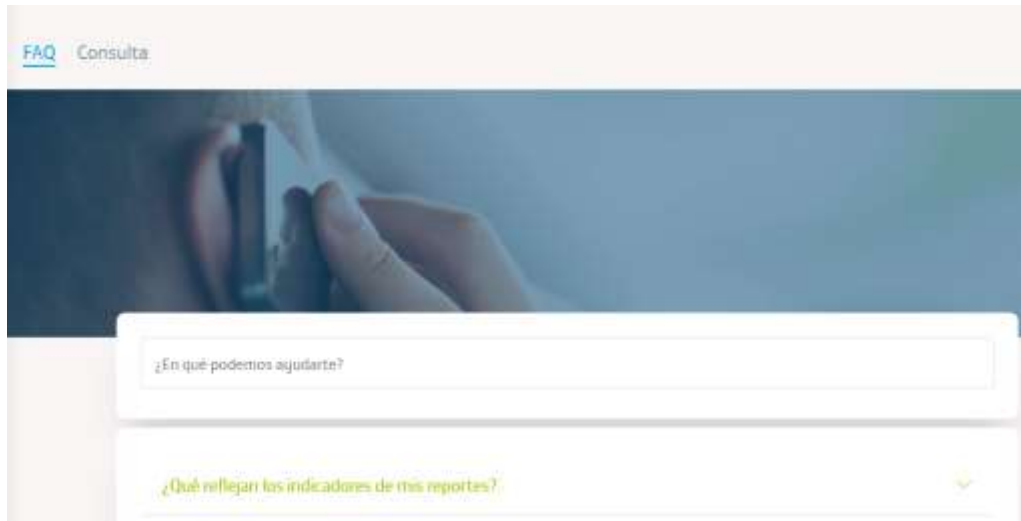 FAQ Consulta
¿En qué podemos ayudarte?
¿Qué reflejan los indicadores de mis reportes?